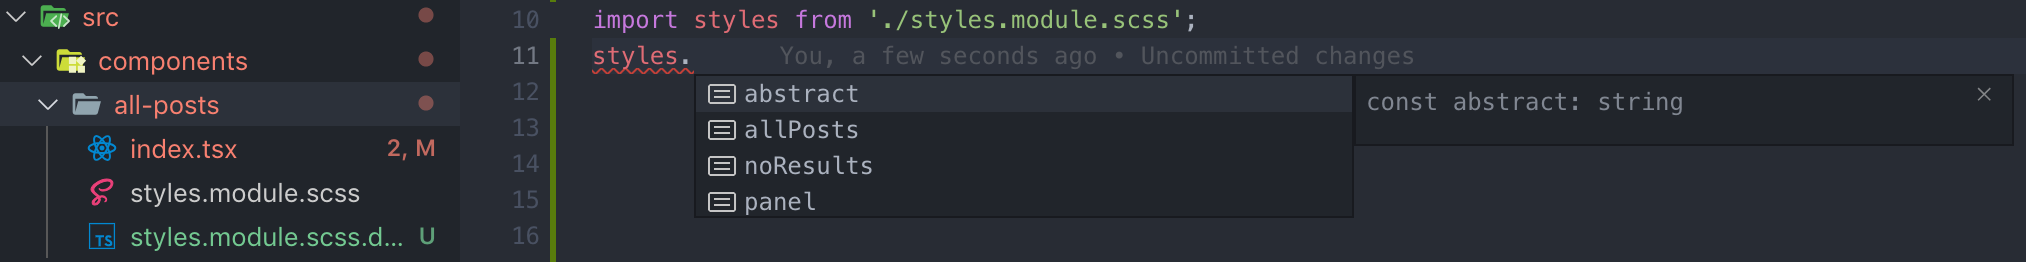 src
components
all-posts
index.tsx 2, M
styles.module.scss
styles.module.scss.d... U
10 import styles from './styles.module.scss';
11 styles. You, a few seconds ago • Uncommitted changes
12
13
14
15
16
abstract
allPosts
noResults
panel
const abstract: string